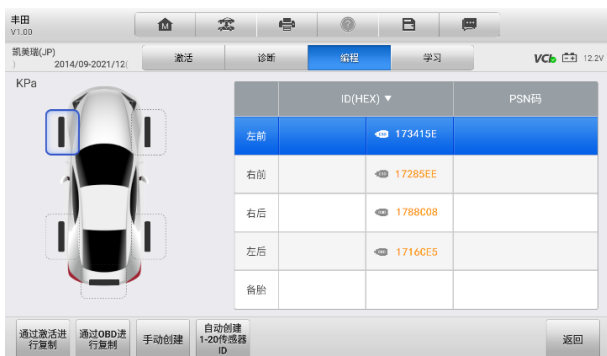 丰田
V1.00
凯美瑞(JP)
) 2014/09-2021/12(
激活
诊断
编程
学习
VCI
12.2V
KPa
ID(HEX) ▼
PSN码
左前
173415E
右前
17285EE
右后
1788C08
左后
1716CE5
备胎
通过激活进
行复制
通过OBD进
行复制
手动创建
自动创建
1-20传感器
ID
返回